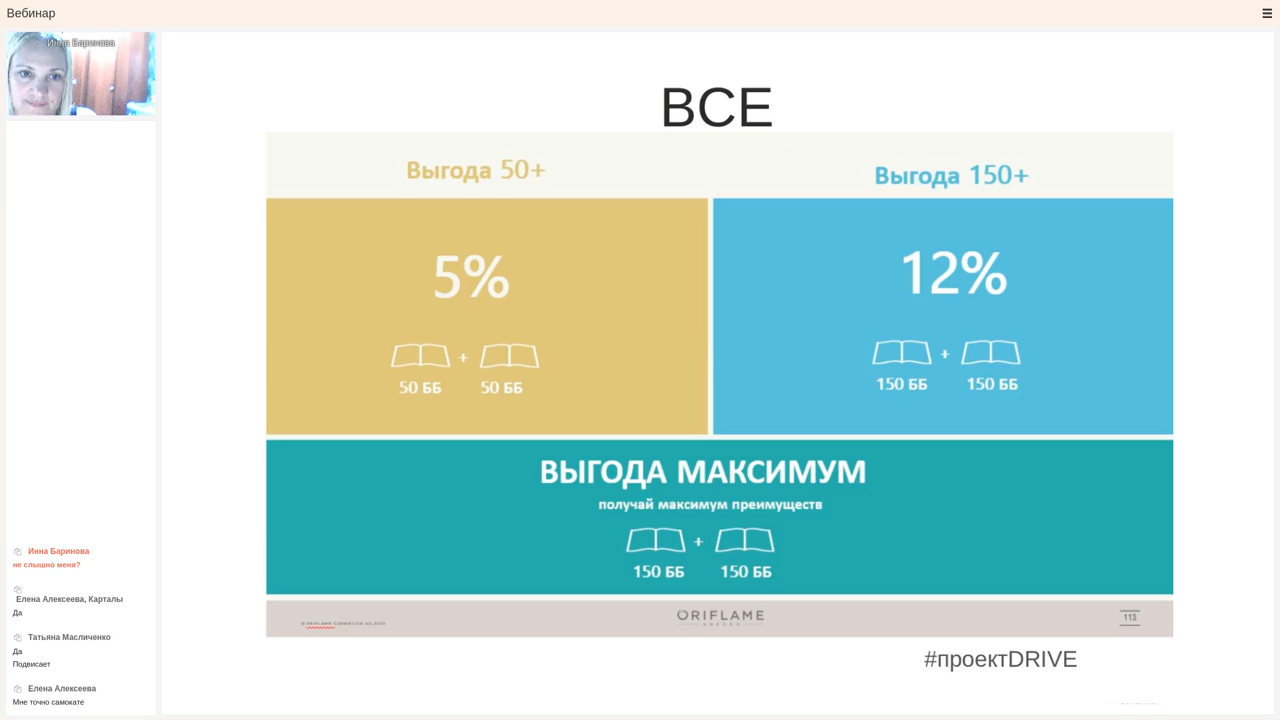 Вебинар
Инна Баринова
ВСЕ
Выгода 50+
Выгода 150+
5%
12%
+
50 ББ 50 ББ
+
150 ББ 150 ББ
ВЫГОДА МАКСИМУМ
получай максимум преимуществ
+
150 ББ 150 ББ
ORIFLAME
SWEDEN
113
#проектDRIVE
Инна Баринова
не слышно меня?
Елена Алексеева, Карталы
Да
Татьяна Масличенко
Да
Подвисает
Елена Алексеева
Мне точно самокате